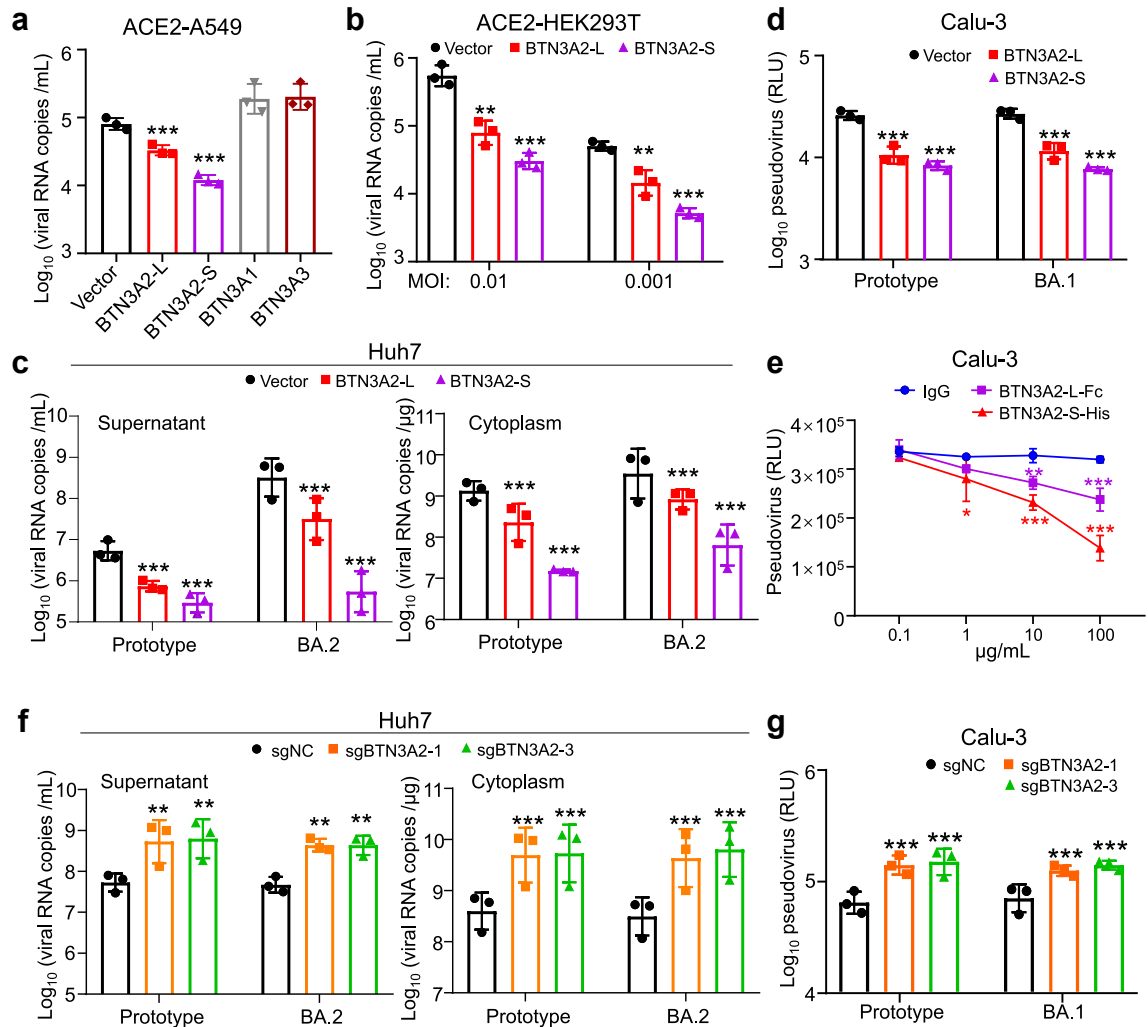 a
ACE2-A549
Log10 (viral RNA copies /mL)
6
5
4
3
***
***
Vector
BTN3A2-L
BTN3A2-S
BTN3A1
BTN3A3
b
ACE2-HEK293T
Vector BTN3A2-L BTN3A2-S
Log10 (viral RNA copies /mL)
6
5
4
3
**
***
**
***
MOI: 0.01 0.001
d
Calu-3
Vector BTN3A2-L
BTN3A2-S
Log10 pseudovirus (RLU)
5
4
3
***
***
***
***
Prototype BA.1
c
Huh7
Vector BTN3A2-L BTN3A2-S
Supernatant
Log10 (viral RNA copies /mL)
10
9
8
7
6
5
***
***
***
***
Prototype BA.2
Cytoplasm
Log10 (viral RNA copies /µg)
11
10
9
8
7
6
***
***
***
***
Prototype BA.2
e
Calu-3
IgG BTN3A2-L-Fc
BTN3A2-S-His
Pseudovirus (RLU)
4×10⁵
3×10⁵
2×10⁵
1×10⁵
0
** ***
* *** ***
0.1 1 10 100
µg/mL
f
Huh7
sgNC sgBTN3A2-1 sgBTN3A2-3
Supernatant
Log10 (viral RNA copies /mL)
10
9
8
7
6
5
**
**
**
**
Prototype BA.2
Cytoplasm
Log10 (viral RNA copies /µg)
11
10
9
8
7
***
***
***
***
Prototype BA.2
g
Calu-3
sgNC sgBTN3A2-1
sgBTN3A2-3
Log10 pseudovirus (RLU)
6
5
4
***
***
***
***
Prototype BA.1